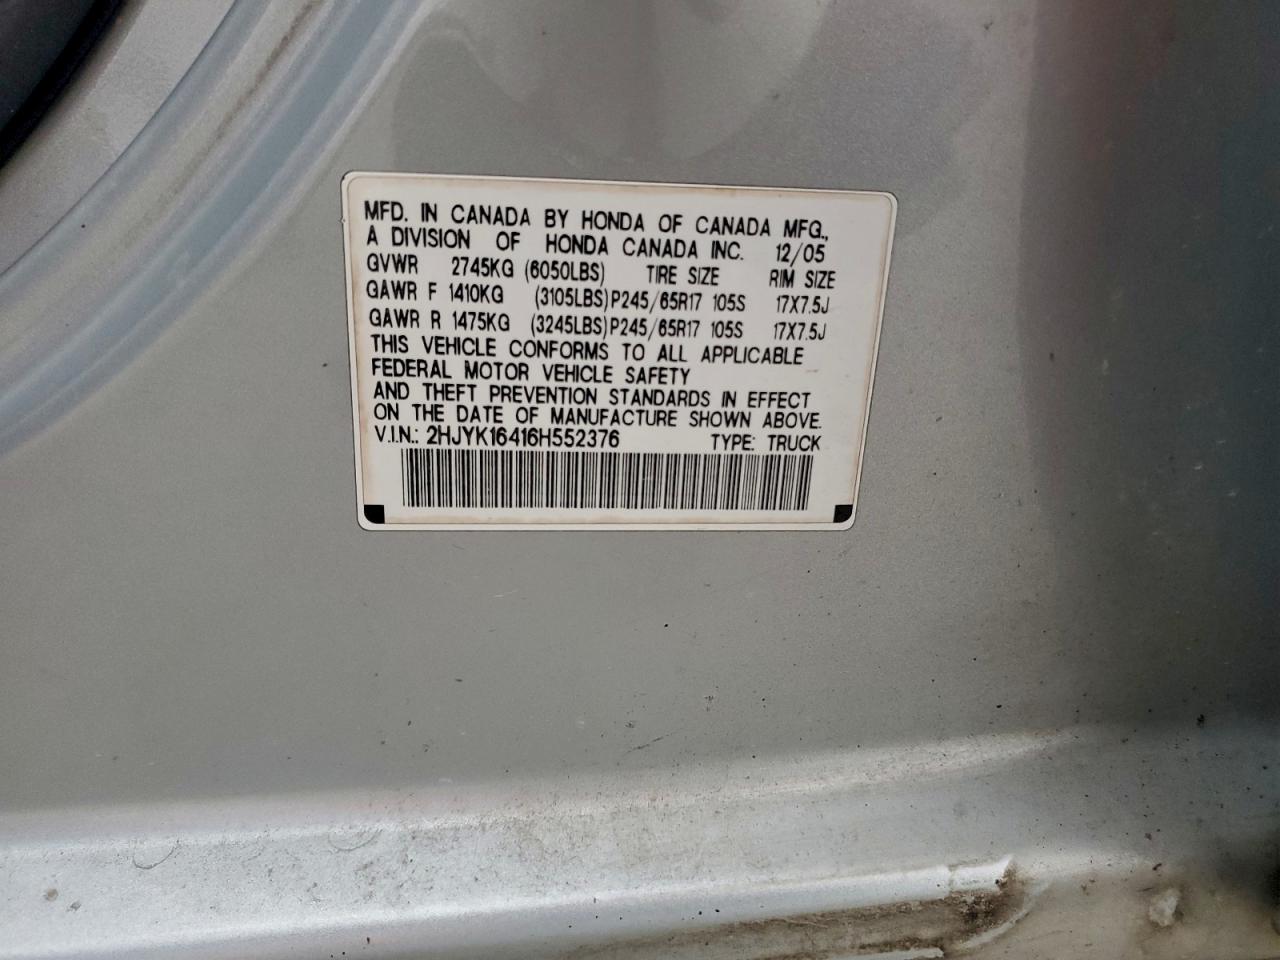 MFD. IN CANADA BY HONDA OF CANADA MFG.,
A DIVISION OF HONDA CANADA INC. 12/05
GVWR 2745KG (6050LBS) TIRE SIZE RIM SIZE
GAWR F 1410KG (3105LBS) P245/65R17 105S 17X7.5J
GAWR R 1475KG (3245LBS) P245/65R17 105S 17X7.5J
THIS VEHICLE CONFORMS TO ALL APPLICABLE
FEDERAL MOTOR VEHICLE SAFETY
AND THEFT PREVENTION STANDARDS IN EFFECT
ON THE DATE OF MANUFACTURE SHOWN ABOVE.
V.I.N.: 2HJYK16416H552376 TYPE: TRUCK